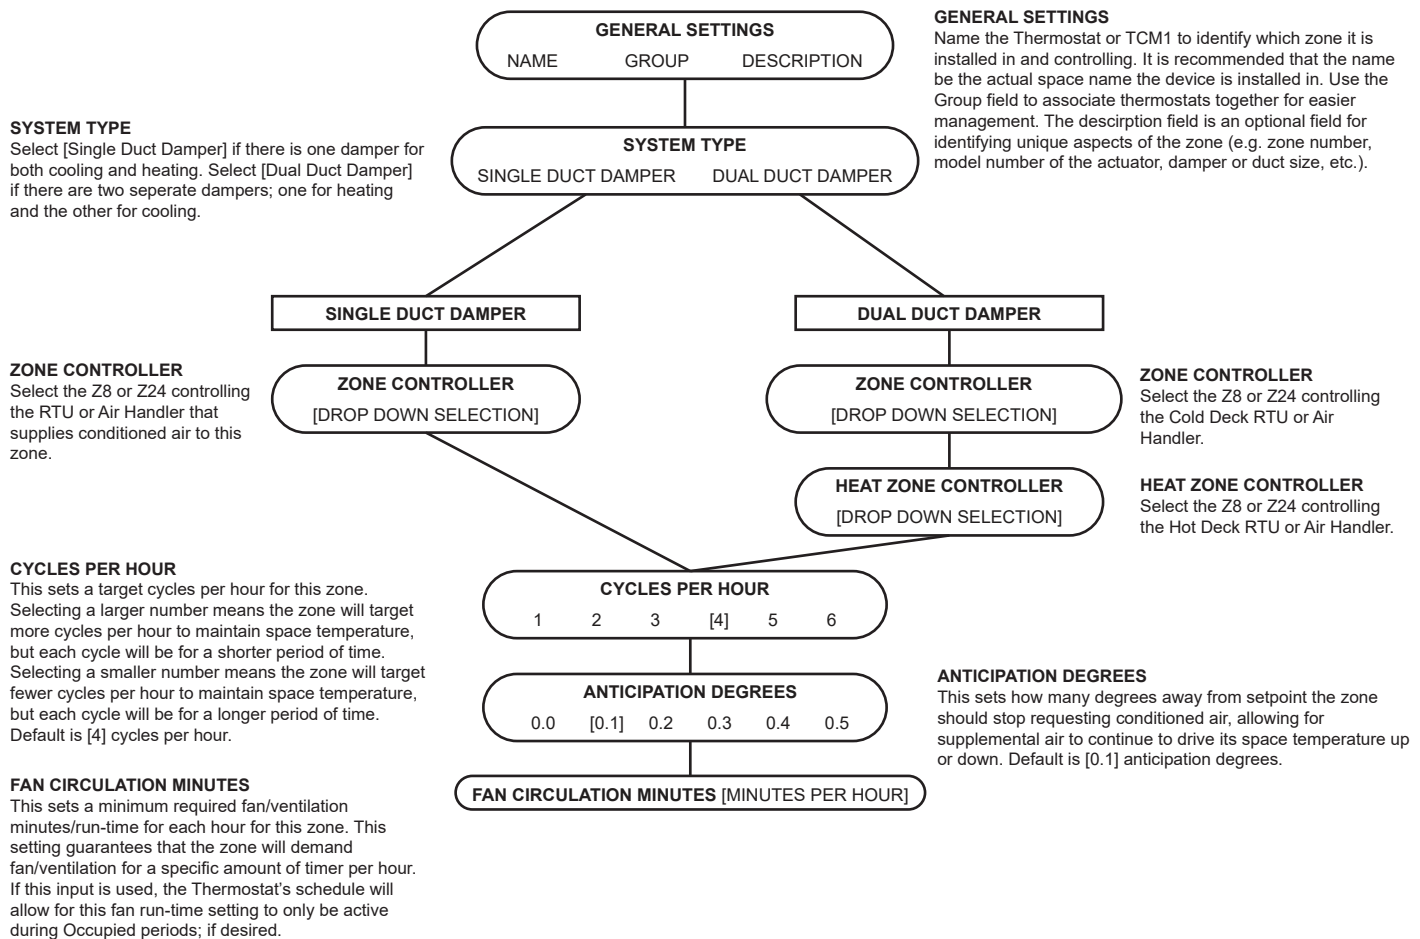 GENERAL SETTINGS
NAME GROUP DESCRIPTION
GENERAL SETTINGS
Name the Thermostat or TCM1 to identify which zone it is
installed in and controlling. It is recommended that the name
be the actual space name the device is installed in. Use the
Group field to associate thermostats together for easier
management. The descirption field is an optional field for
identifying unique aspects of the zone (e.g. zone number,
model number of the actuator, damper or duct size, etc.).
SYSTEM TYPE
Select [Single Duct Damper] if there is one damper for
both cooling and heating. Select [Dual Duct Damper]
if there are two seperate dampers; one for heating
and the other for cooling.
SYSTEM TYPE
SINGLE DUCT DAMPER DUAL DUCT DAMPER
SINGLE DUCT DAMPER
DUAL DUCT DAMPER
ZONE CONTROLLER
Select the Z8 or Z24 controlling
the RTU or Air Handler that
supplies conditioned air to this
zone.
ZONE CONTROLLER
[DROP DOWN SELECTION]
ZONE CONTROLLER
[DROP DOWN SELECTION]
ZONE CONTROLLER
Select the Z8 or Z24 controlling
the Cold Deck RTU or Air
Handler.
HEAT ZONE CONTROLLER
[DROP DOWN SELECTION]
HEAT ZONE CONTROLLER
Select the Z8 or Z24 controlling
the Hot Deck RTU or Air Handler.
CYCLES PER HOUR
This sets a target cycles per hour for this zone.
Selecting a larger number means the zone will target
more cycles per hour to maintain space temperature,
but each cycle will be for a shorter period of time.
Selecting a smaller number means the zone will target
fewer cycles per hour to maintain space temperature,
but each cycle will be for a longer period of time.
Default is [4] cycles per hour.
CYCLES PER HOUR
1 2 3 [4] 5 6
ANTICIPATION DEGREES
0.0 [0.1] 0.2 0.3 0.4 0.5
ANTICIPATION DEGREES
This sets how many degrees away from setpoint the zone
should stop requesting conditioned air, allowing for
supplemental air to continue to drive its space temperature up
or down. Default is [0.1] anticipation degrees.
FAN CIRCULATION MINUTES [MINUTES PER HOUR]
FAN CIRCULATION MINUTES
This sets a minimum required fan/ventilation
minutes/run-time for each hour for this zone. This
setting guarantees that the zone will demand
fan/ventilation for a specific amount of timer per hour.
If this input is used, the Thermostat's schedule will
allow for this fan run-time setting to only be active
during Occupied periods; if desired.